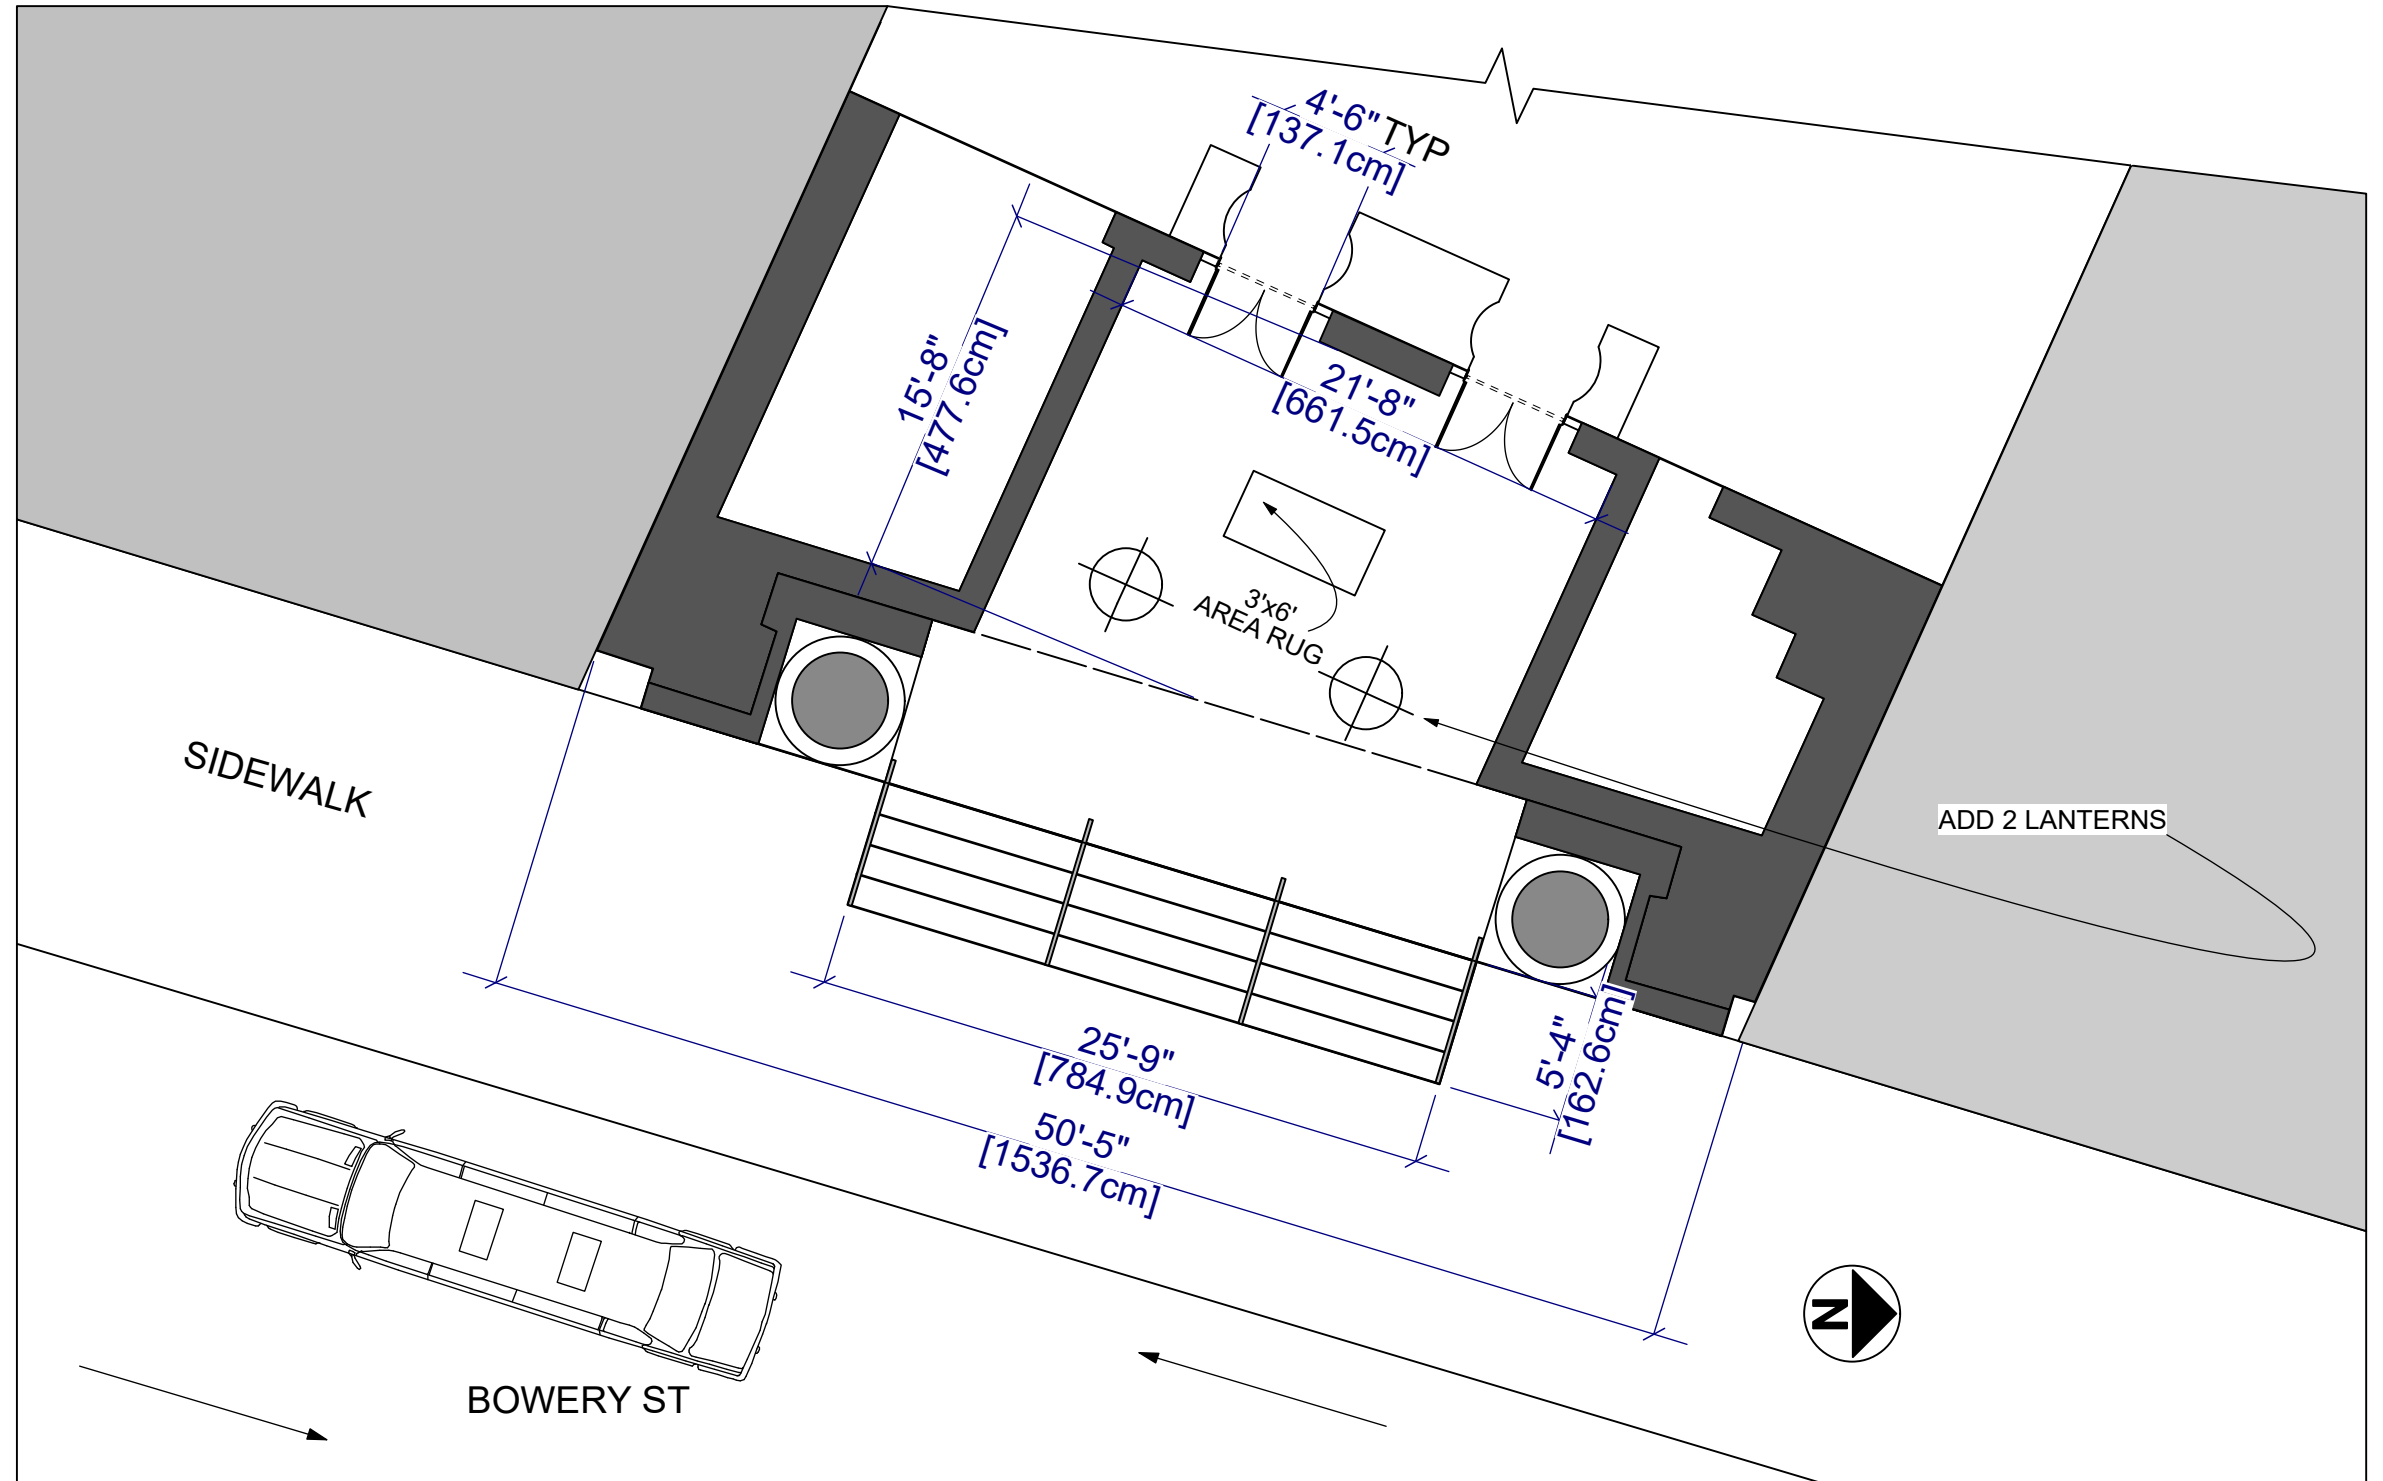 4'-6" TYP
[137.1cm]
15'-8"
[477.6cm]
21'-8"
[661.5cm]
3'x6'
AREA RUG
SIDEWALK
ADD 2 LANTERNS
25'-9"
[784.9cm]
5'-4"
[162.6cm]
50'-5"
[1536.7cm]
N
BOWERY ST